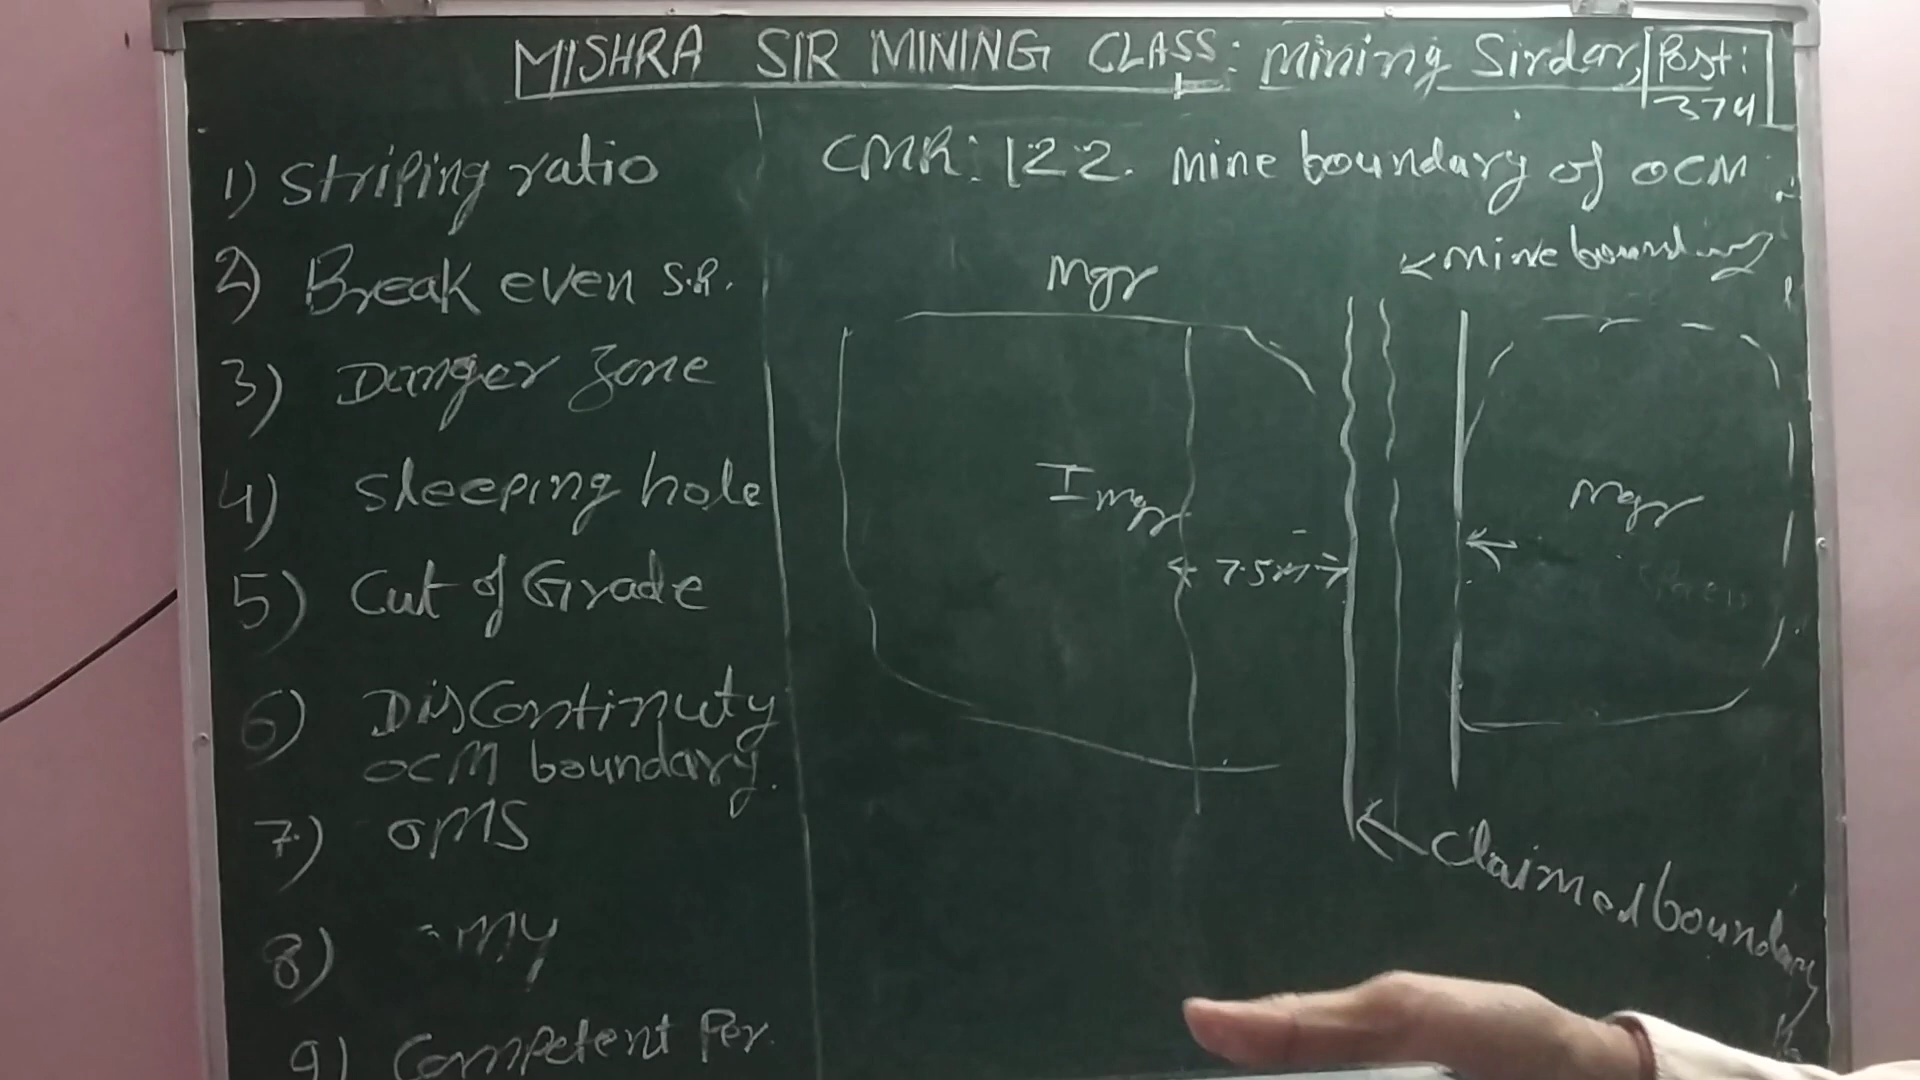 MISHRA SIR MINING CLASS: Mining Sirdar, Post: 374
1) Striping ratio
2) Break even S.R.
3) Danger zone
4) Sleeping hole
5) Cut of Grade
6) Discontinuty
OCM boundary.
7) OMS
8)
9) Competent Per.
CMR: 122. Mine boundary of OCM
Mine boundary
Mgr
I mgr
7.5m
Mgr
Claimed boundary